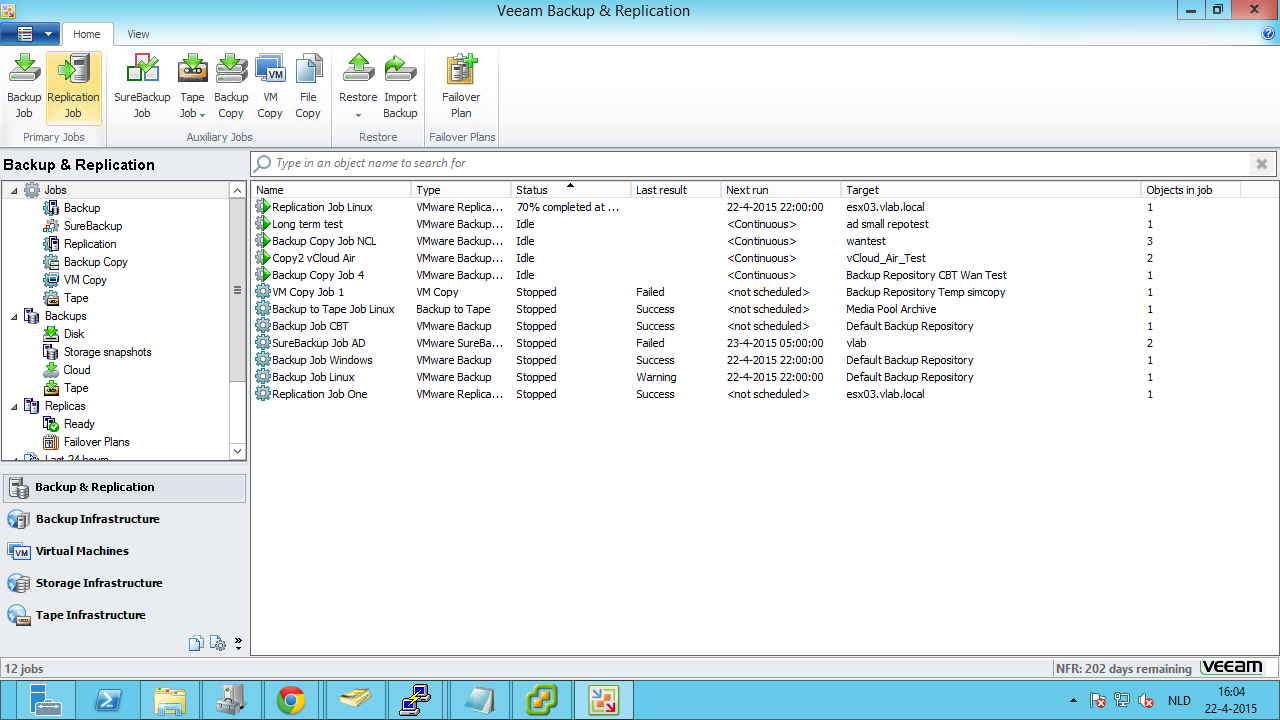 Veeam Backup & Replication
Home View
Backup Job
Replication Job
Primary Jobs
SureBackup Job
Tape Job
Backup Copy
VM Copy
File Copy
Auxiliary Jobs
Restore
Import Backup
Restore
Failover Plan
Failover Plans
Backup & Replication
Type in an object name to search for
Jobs
Backup
SureBackup
Replication
Backup Copy
VM Copy
Tape
Backups
Disk
Storage snapshots
Cloud
Tape
Replicas
Ready
Failover Plans
Last 24 hours
Backup & Replication
Backup Infrastructure
VM
Virtual Machines
Storage Infrastructure
Tape Infrastructure
Name Type Status Last result Next run Target Objects in job
Replication Job Linux VMware Replica... 70% completed at ... 22-4-2015 22:00:00 esx03.vlab.local 1
Long term test VMware Backup... Idle <Continuous> ad small repotest 1
Backup Copy Job NCL VMware Backup... Idle <Continuous> wantest 3
Copy2 vCloud Air VMware Backup... Idle <Continuous> vCloud_Air_Test 2
Backup Copy Job 4 VMware Backup... Idle <Continuous> Backup Repository CBT Wan Test 1
VM Copy Job 1 VM Copy Stopped Failed <not scheduled> Backup Repository Temp simcopy 1
Backup to Tape Job Linux Backup to Tape Stopped Success <not scheduled> Media Pool Archive 1
Backup Job CBT VMware Backup Stopped Success <not scheduled> Default Backup Repository 1
SureBackup Job AD VMware SureBa... Stopped Failed 23-4-2015 05:00:00 vlab 2
Backup Job Windows VMware Backup Stopped Success 22-4-2015 22:00:00 Default Backup Repository 1
Backup Job Linux VMware Backup Stopped Warning 22-4-2015 22:00:00 Default Backup Repository 1
Replication Job One VMware Replica... Stopped Success <not scheduled> esx03.vlab.local 1
12 jobs
NFR: 202 days remaining veeam
NLD
16:04
22-4-2015